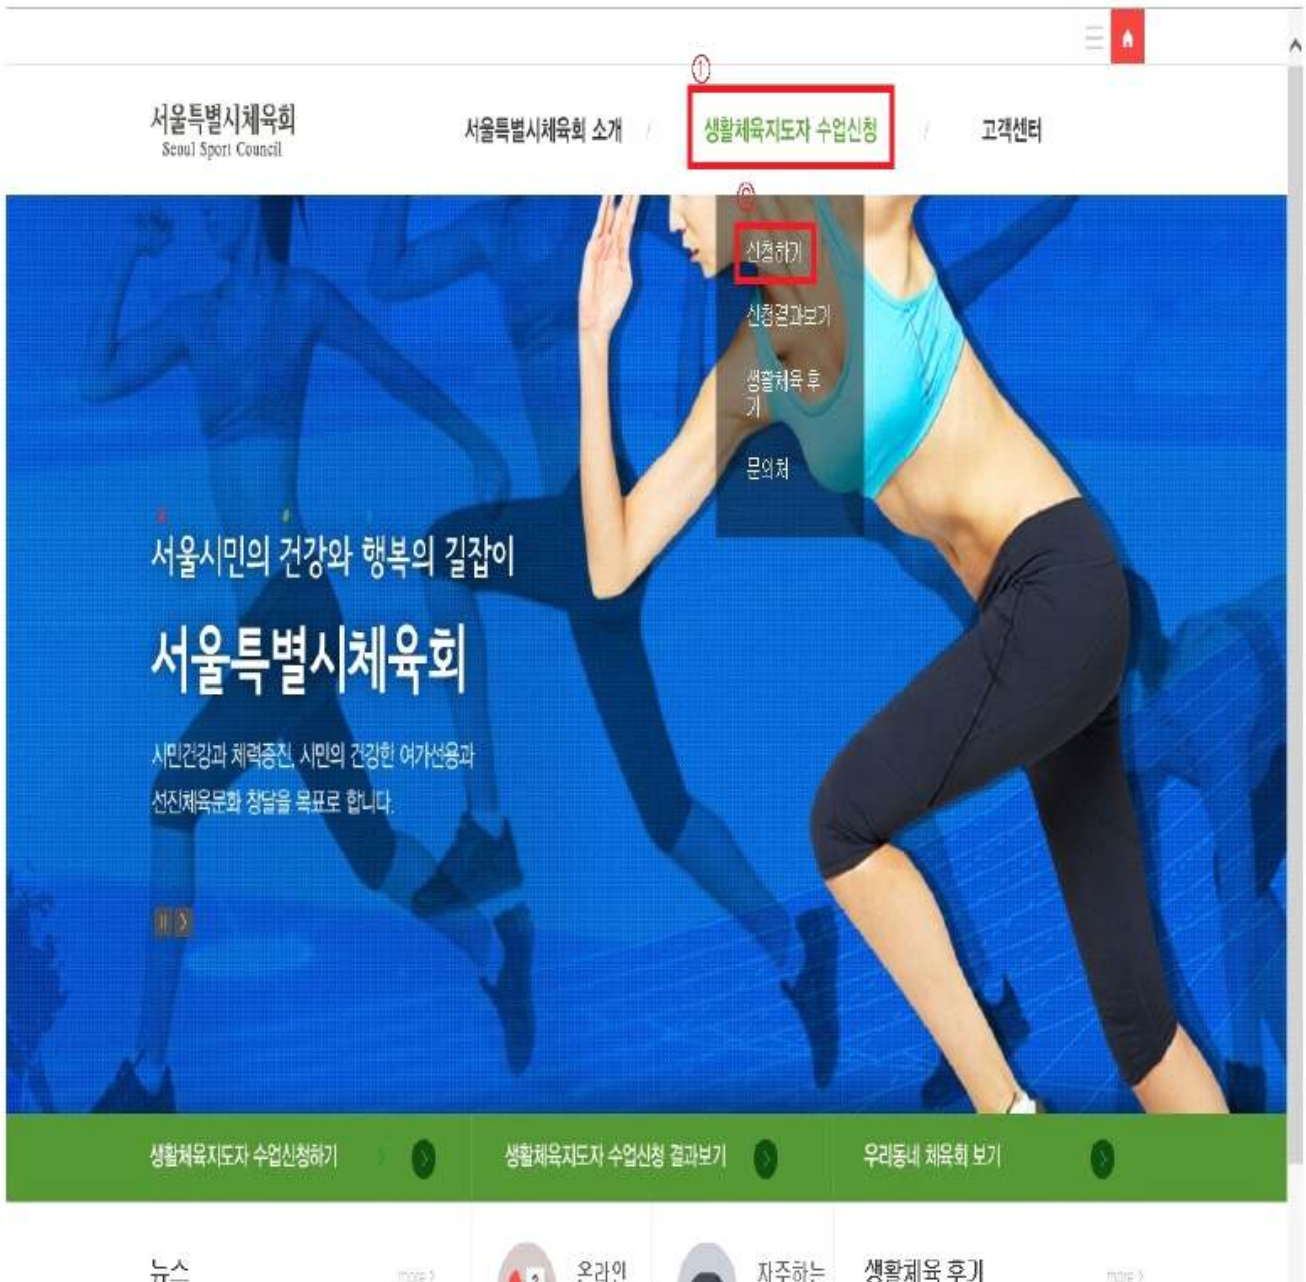 ①
서울특별시체육회
Seoul Sport Council
서울특별시체육회 소개 / 생활체육지도자 수업신청 / 고객센터
신청하기
신청결과보기
생활체육 후
기
문의처
서울시민의 건강와 행복의 길잡이
서울특별시체육회
시민건강과 체력증진, 시민의 건강한 여가선용과
선진체육문화 창달을 목표로 합니다.
생활체육지도자 수업신청하기
생활체육지도자 수업신청 결과보기
우리동네 체육회 보기
뉴스
more >
온라인
자주하는
생활체육 후기
more >